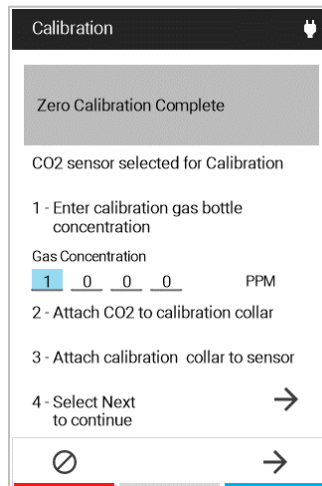 Calibration
Zero Calibration Complete
CO2 sensor selected for Calibration
1 - Enter calibration gas bottle
concentration
Gas Concentration
1 0 0 0 PPM
2 - Attach CO2 to calibration collar
3 - Attach calibration collar to sensor
4 - Select Next
to continue